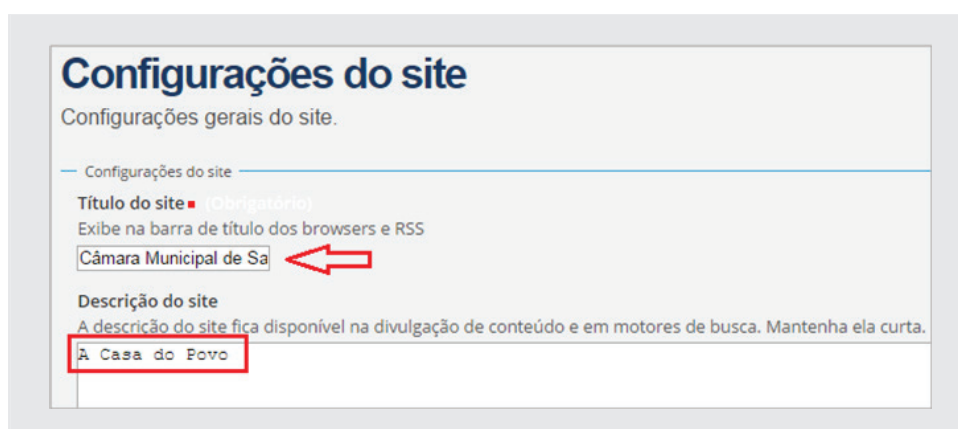 Configurações do site
Configurações gerais do site.
Configurações do site
Título do site (Obrigatório)
Exibe na barra de título dos browsers e RSS
Câmara Municipal de Sa
Descrição do site
A descrição do site fica disponível na divulgação de conteúdo e em motores de busca. Mantenha ela curta.
A Casa do Povo